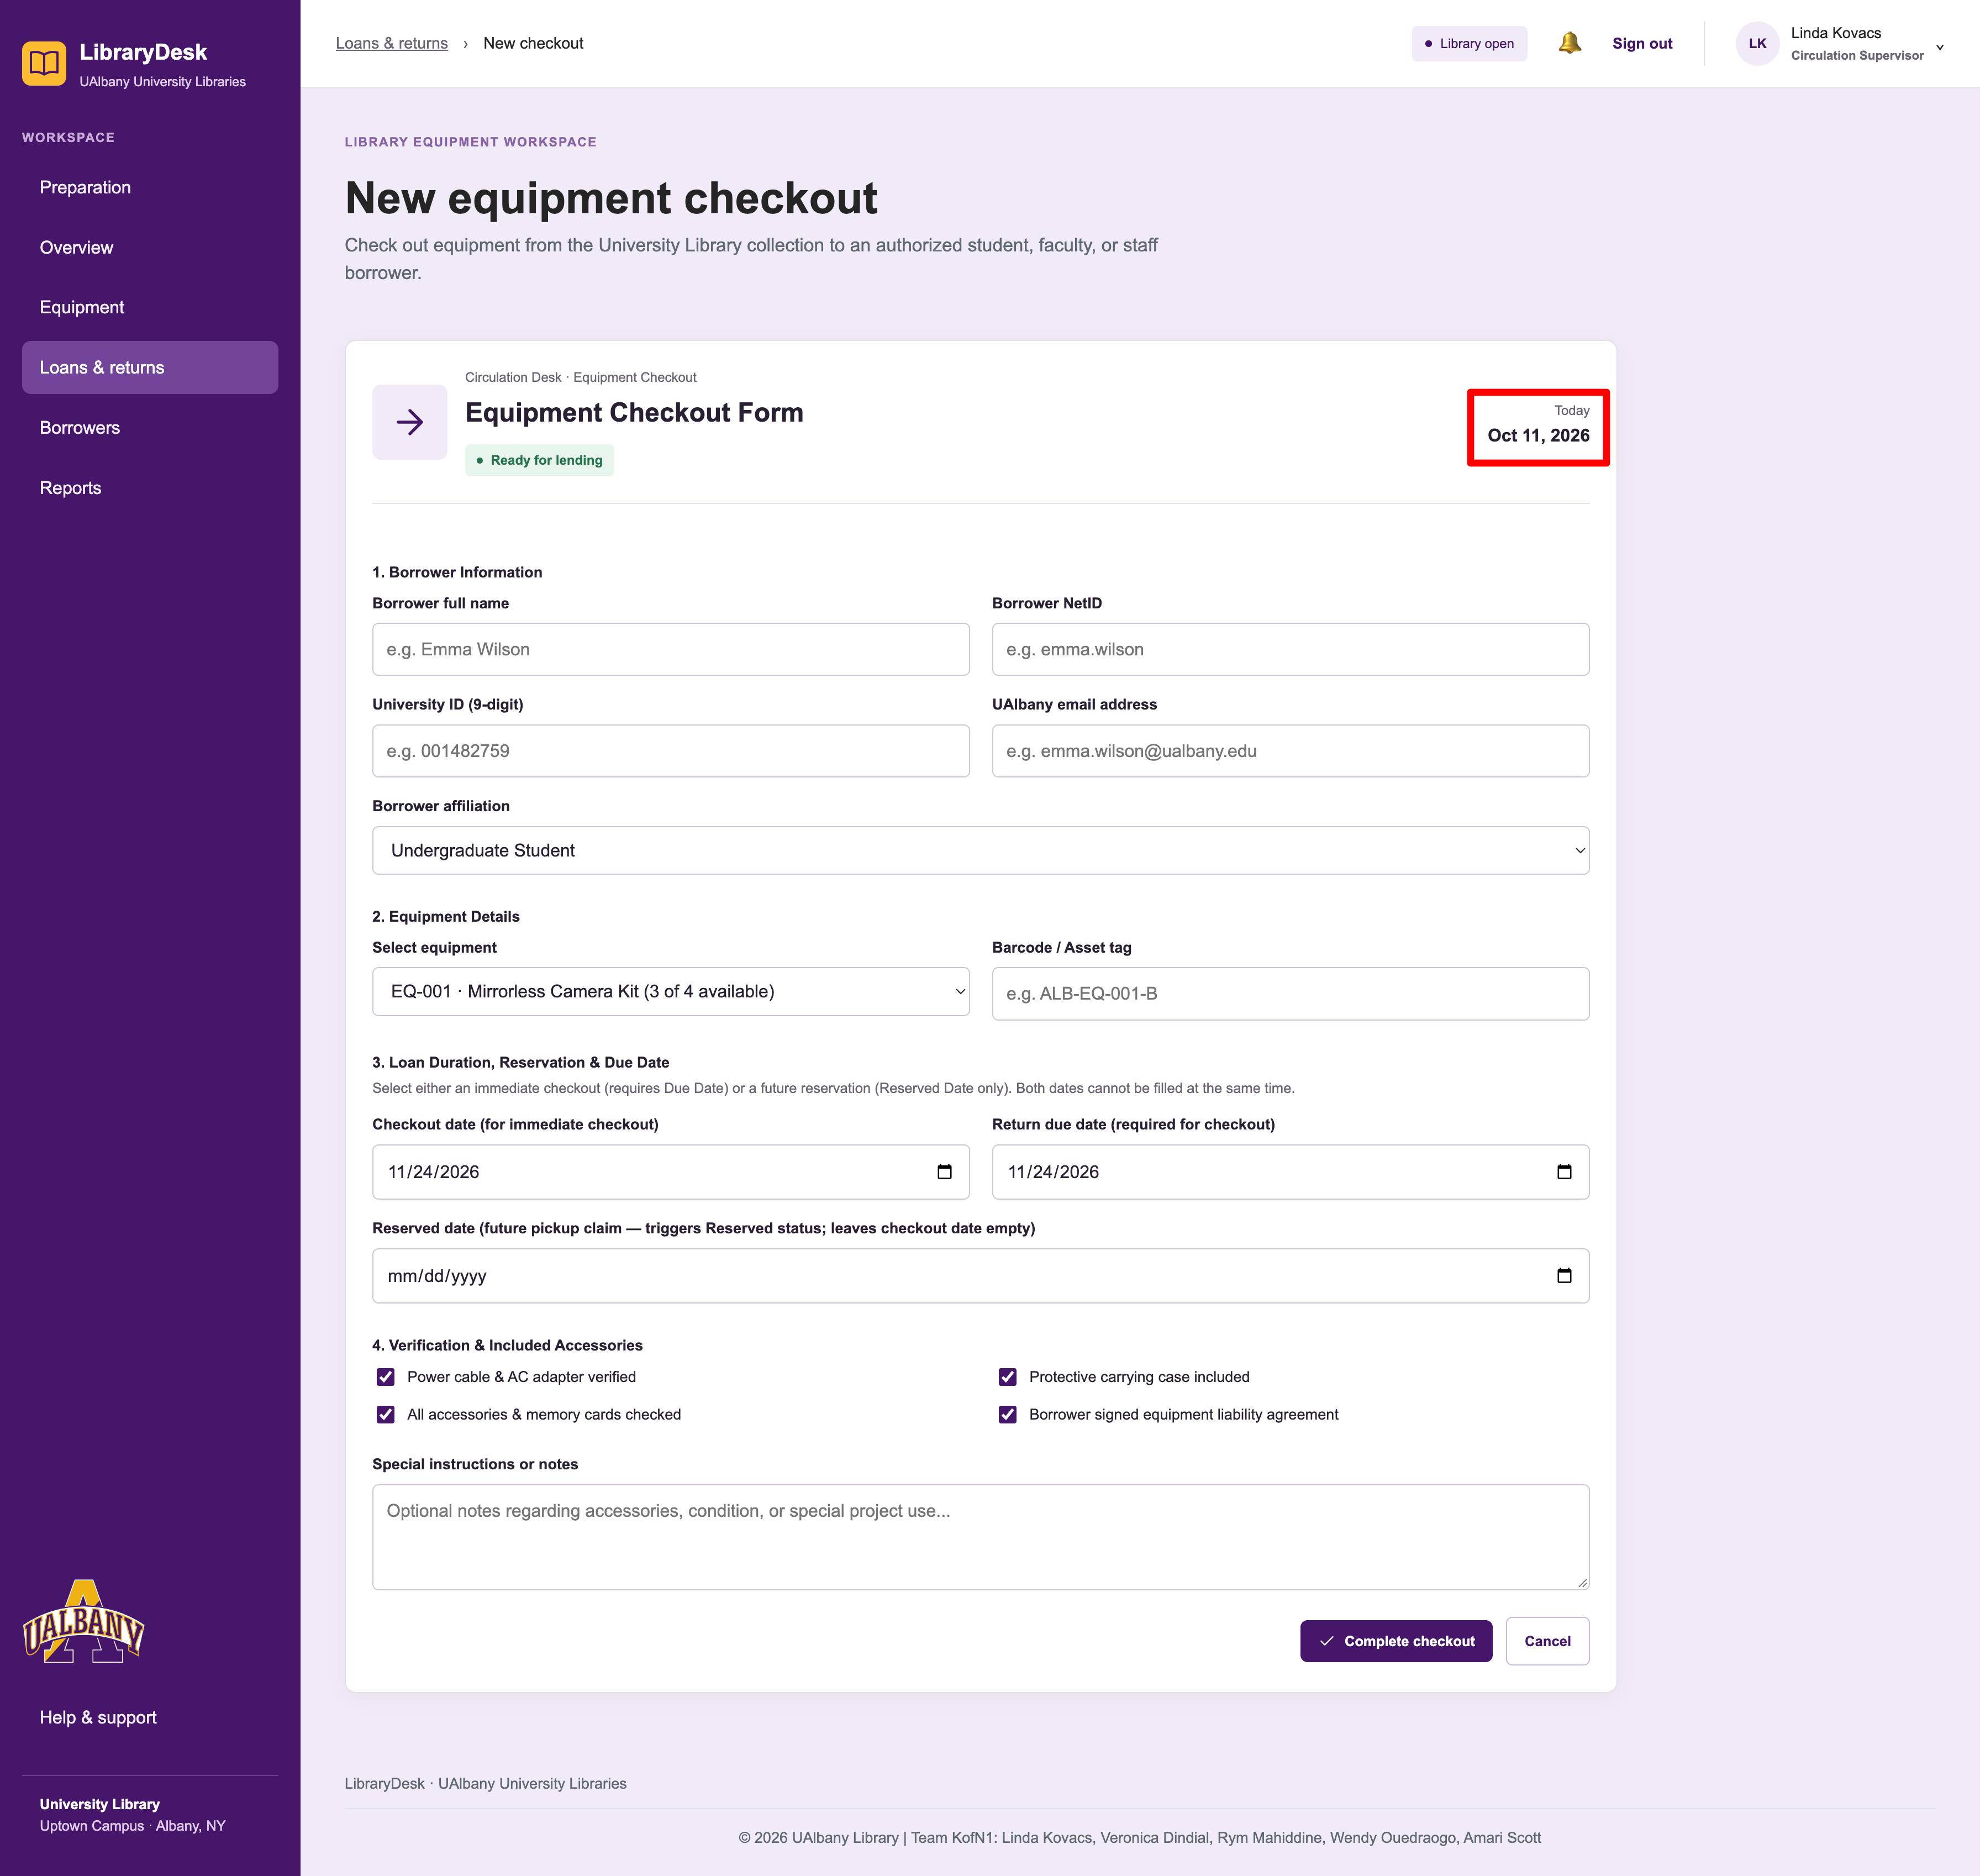 LibraryDesk
UAlbany University Libraries
WORKSPACE
Preparation
Overview
Equipment
Loans & returns
Borrowers
Reports
UALBANY
Help & support
University Library
Uptown Campus · Albany, NY
Loans & returns › New checkout
Library open
Sign out
LK
Linda Kovacs
Circulation Supervisor
LIBRARY EQUIPMENT WORKSPACE
New equipment checkout
Check out equipment from the University Library collection to an authorized student, faculty, or staff
borrower.
Circulation Desk · Equipment Checkout
Equipment Checkout Form
Ready for lending
Today
Oct 11, 2026
1. Borrower Information
Borrower full name
e.g. Emma Wilson
Borrower NetID
e.g. emma.wilson
University ID (9-digit)
e.g. 001482759
UAlbany email address
e.g. emma.wilson@ualbany.edu
Borrower affiliation
Undergraduate Student
2. Equipment Details
Select equipment
EQ-001 · Mirrorless Camera Kit (3 of 4 available)
Barcode / Asset tag
e.g. ALB-EQ-001-B
3. Loan Duration, Reservation & Due Date
Select either an immediate checkout (requires Due Date) or a future reservation (Reserved Date only). Both dates cannot be filled at the same time.
Checkout date (for immediate checkout)
11/24/2026
Return due date (required for checkout)
11/24/2026
Reserved date (future pickup claim — triggers Reserved status; leaves checkout date empty)
mm/dd/yyyy
4. Verification & Included Accessories
Power cable & AC adapter verified
Protective carrying case included
All accessories & memory cards checked
Borrower signed equipment liability agreement
Special instructions or notes
Optional notes regarding accessories, condition, or special project use...
Complete checkout
Cancel
LibraryDesk · UAlbany University Libraries
© 2026 UAlbany Library | Team KofN1: Linda Kovacs, Veronica Dindial, Rym Mahiddine, Wendy Ouedraogo, Amari Scott